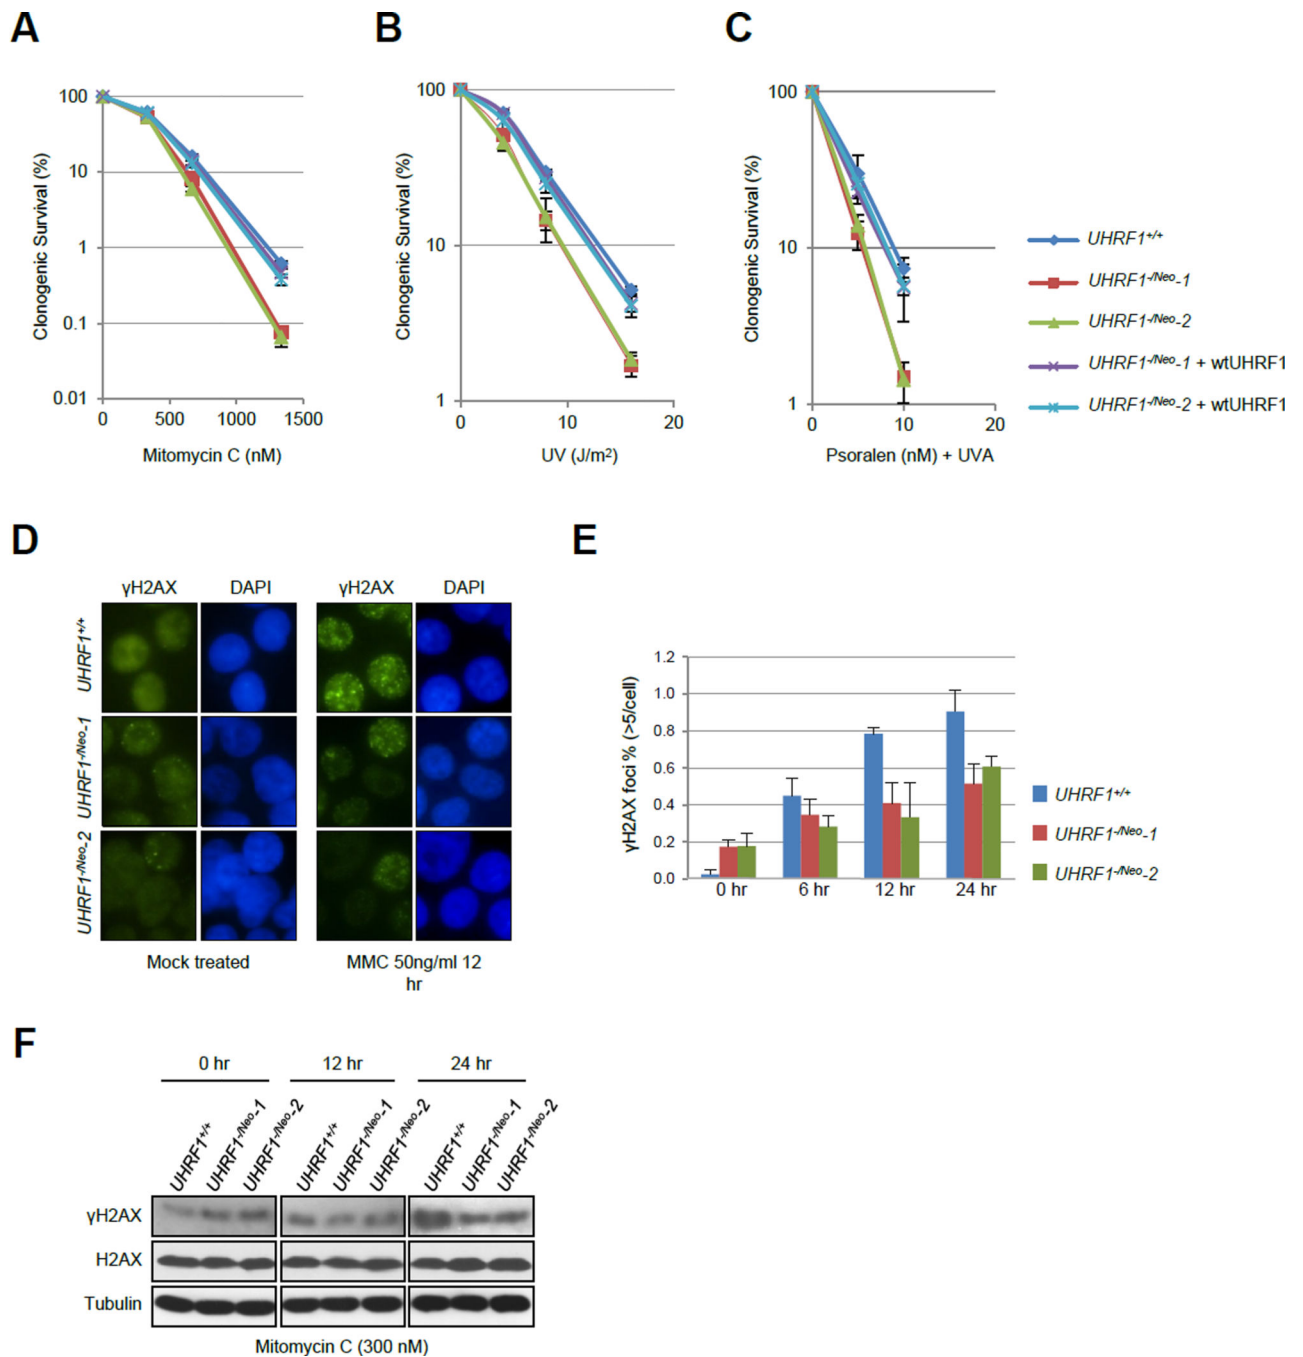 A
B
C
100
10
1
0.1
0.01
0
500
1000
1500
Clonogenic Survival (%)
Mitomycin C (nM)
100
10
1
0
10
20
Clonogenic Survival (%)
UV (J/m²)
100
10
1
0
10
20
Clonogenic Survival (%)
Psoralen (nM) + UVA
UHRF1+/+
UHRF1-/Neo-1
UHRF1-/Neo-2
UHRF1-/Neo-1 + wtUHRF1
UHRF1-/Neo-2 + wtUHRF1
D
γH2AX
DAPI
γH2AX
DAPI
UHRF1+/+
UHRF1-/Neo-1
UHRF1-/Neo-2
Mock treated
MMC 50ng/ml 12
hr
E
γH2AX foci % (>5/cell)
1.2
1.0
0.8
0.6
0.4
0.2
0.0
0 hr
6 hr
12 hr
24 hr
UHRF1+/+
UHRF1-/Neo-1
UHRF1-/Neo-2
F
0 hr
12 hr
24 hr
UHRF1+/+
UHRF1-/Neo-1
UHRF1-/Neo-2
UHRF1+/+
UHRF1-/Neo-1
UHRF1-/Neo-2
UHRF1+/+
UHRF1-/Neo-1
UHRF1-/Neo-2
γH2AX
H2AX
Tubulin
Mitomycin C (300 nM)